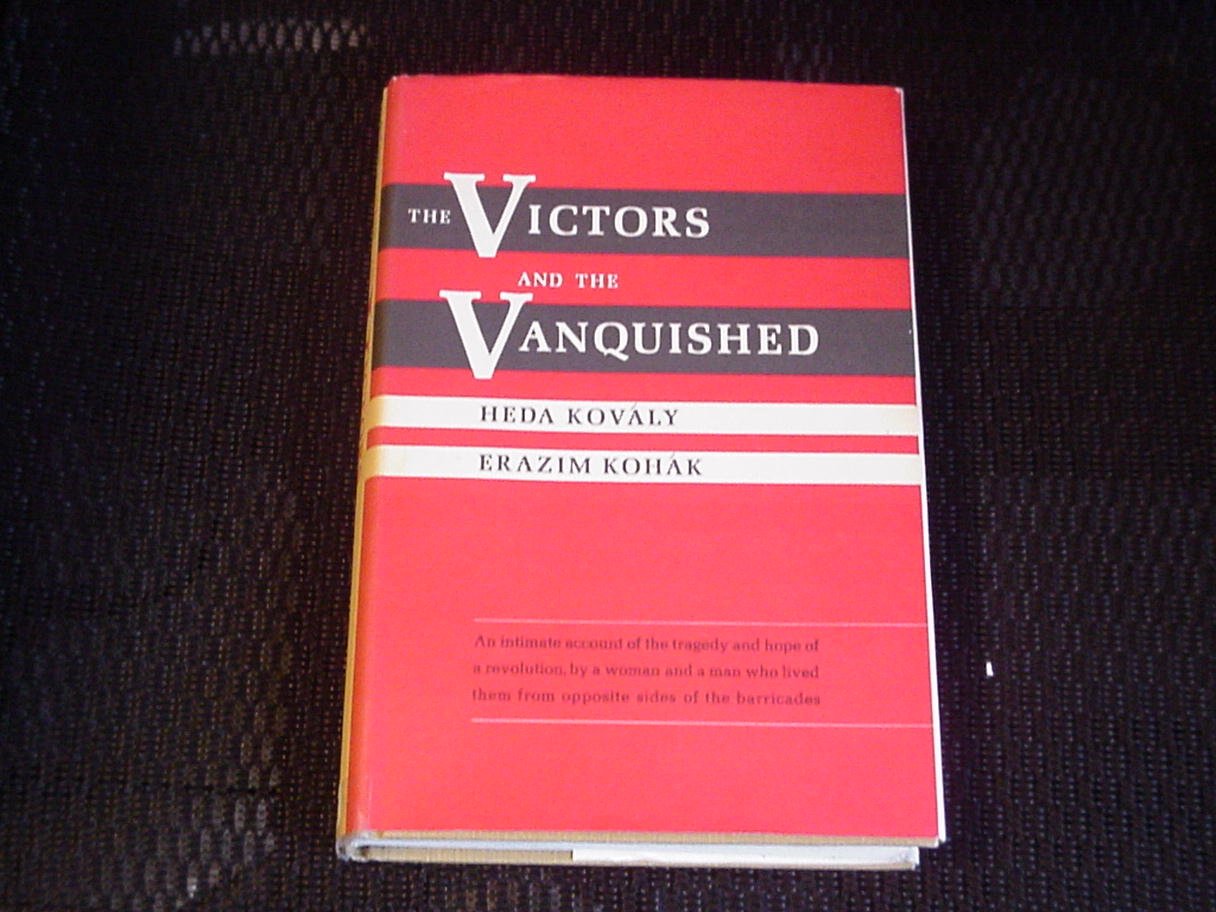 THE VICTORS
AND THE
VANQUISHED
HEDA KOVÁLY
ERAZIM KOHÁK
An intimate account of the tragedy and hope of
a revolution, by a woman and a man who lived
them from opposite sides of the barricades